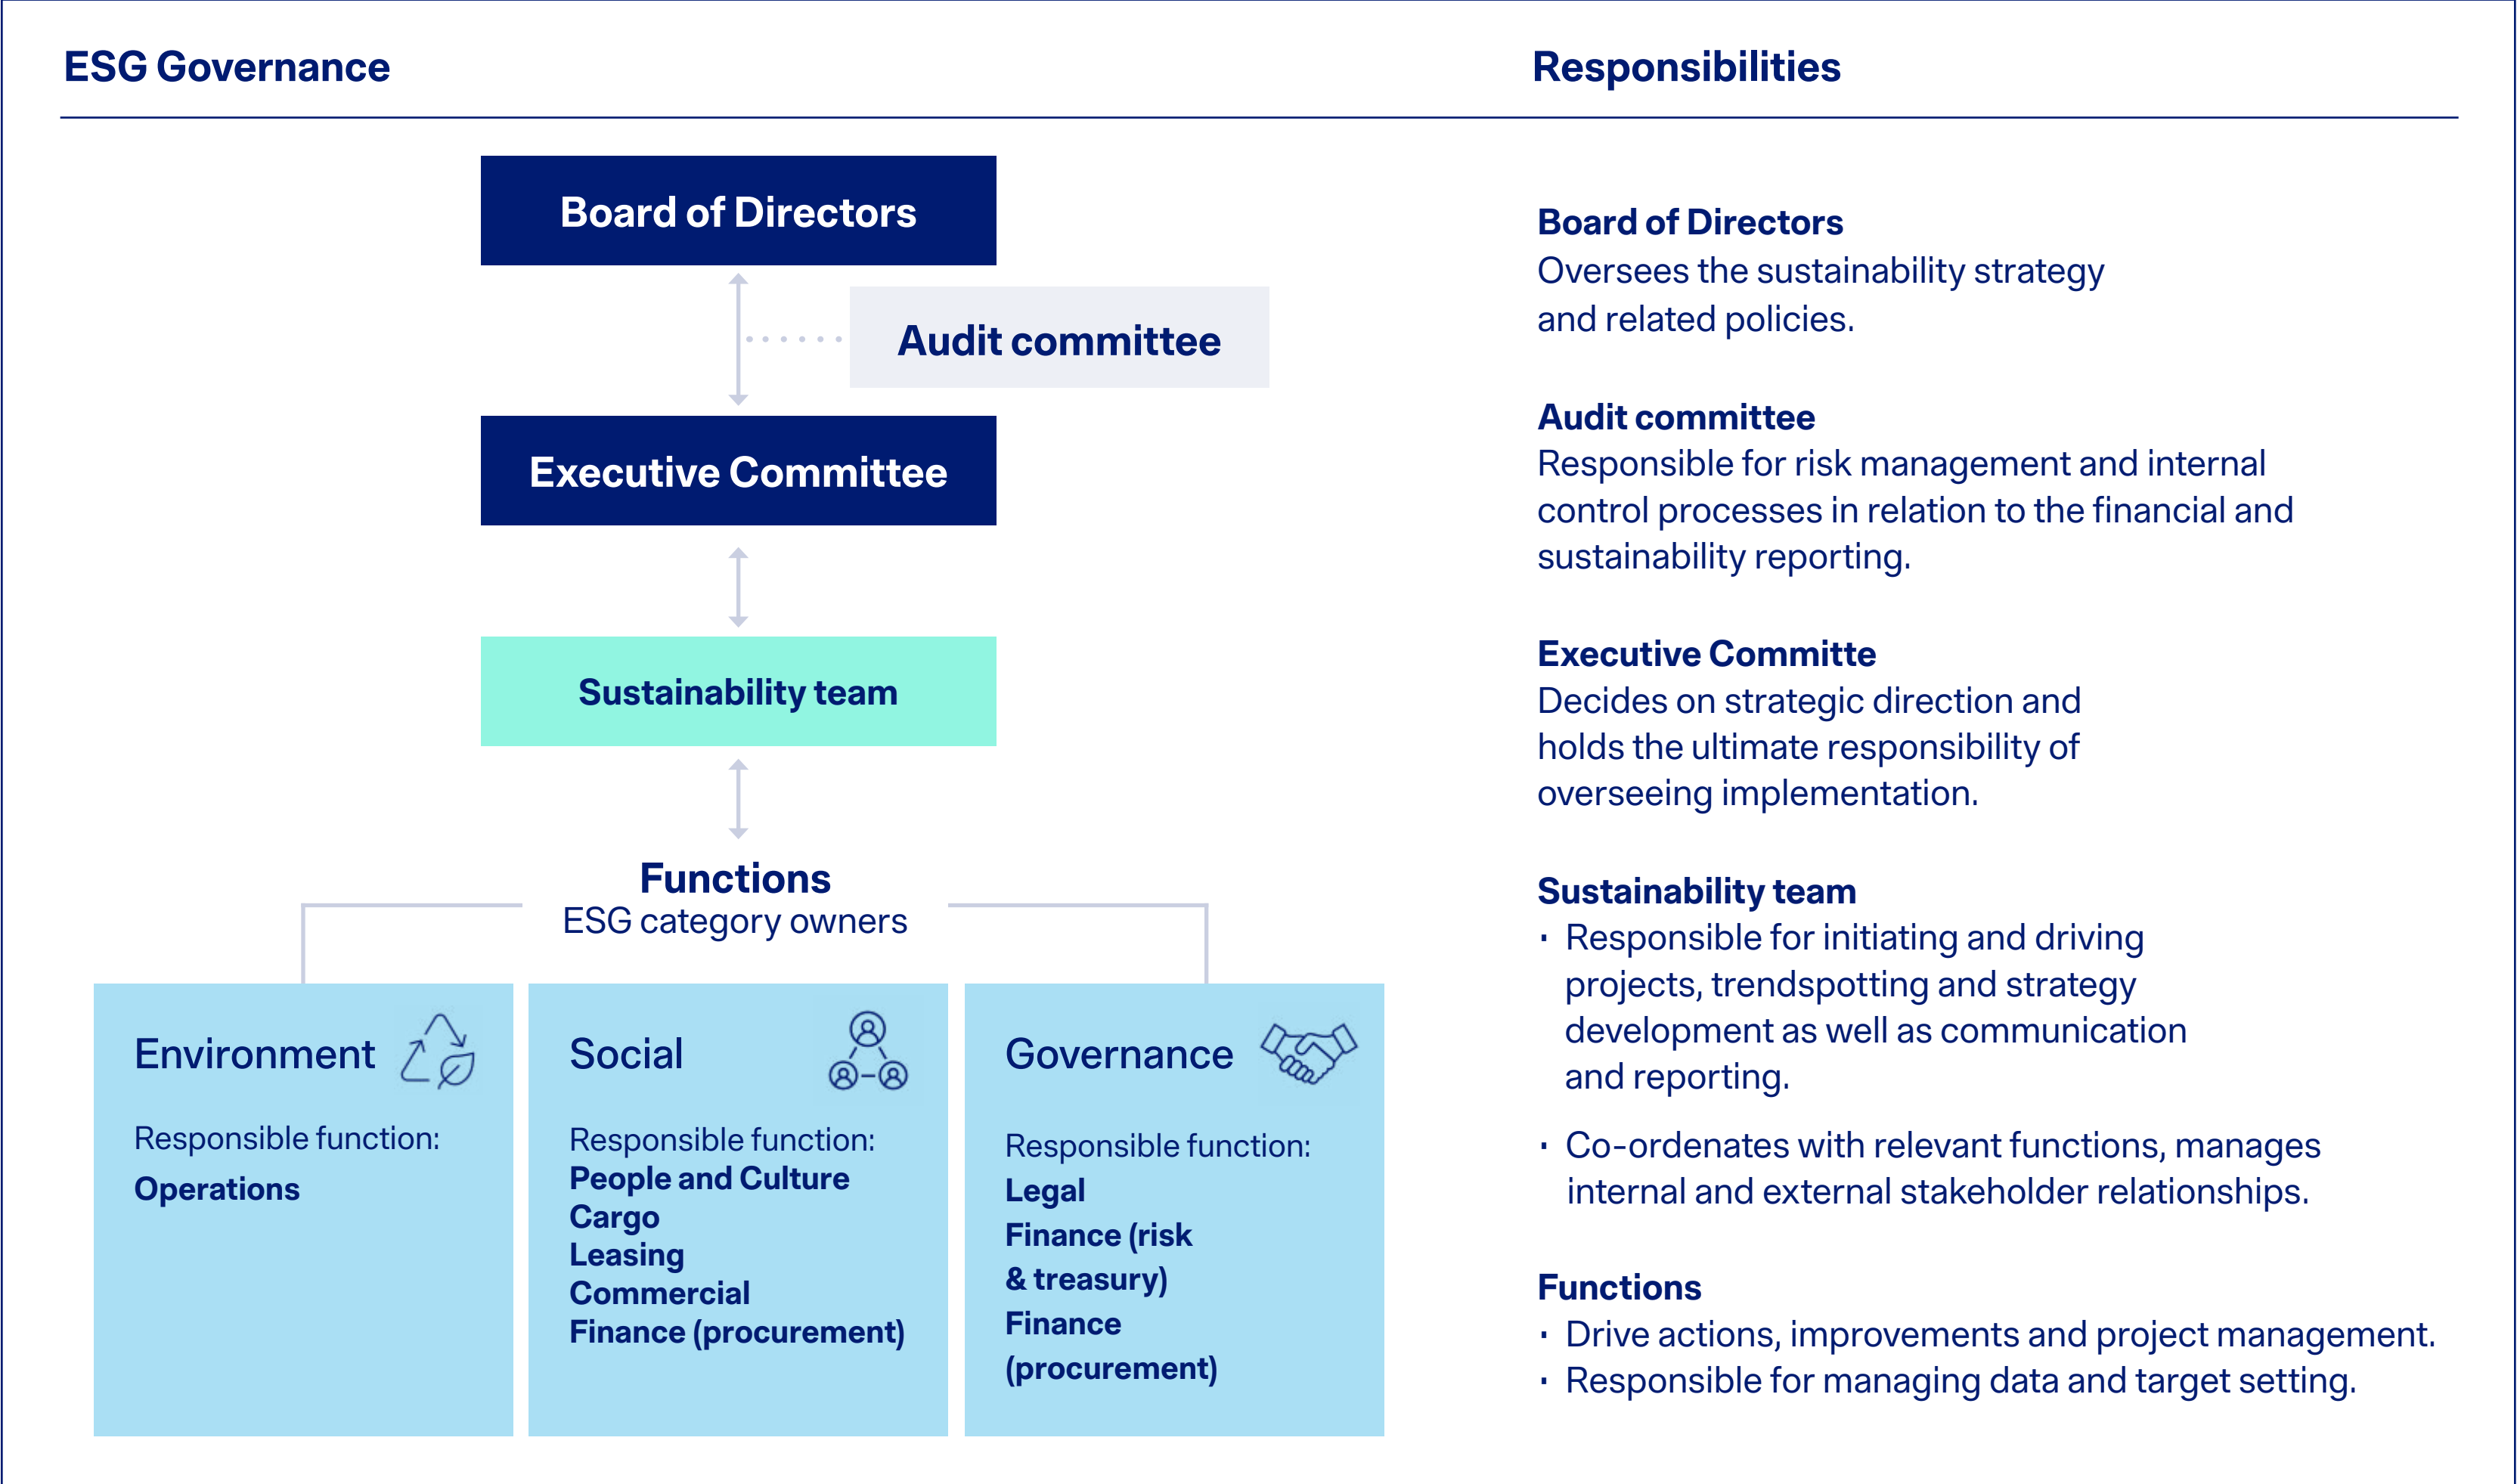 ESG Governance
Responsibilities
Board of Directors
Audit committee
Executive Committee
Sustainability team
Functions
ESG category owners
Environment
Responsible function:
Operations
Social
Responsible function:
People and Culture
Cargo
Leasing
Commercial
Finance (procurement)
Governance
Responsible function:
Legal
Finance (risk
& treasury)
Finance
(procurement)
Board of Directors
Oversees the sustainability strategy
and related policies.
Audit committee
Responsible for risk management and internal
control processes in relation to the financial and
sustainability reporting.
Executive Committe
Decides on strategic direction and
holds the ultimate responsibility of
overseeing implementation.
Sustainability team
· Responsible for initiating and driving
projects, trendspotting and strategy
development as well as communication
and reporting.
· Co-ordenates with relevant functions, manages
internal and external stakeholder relationships.
Functions
· Drive actions, improvements and project management.
· Responsible for managing data and target setting.